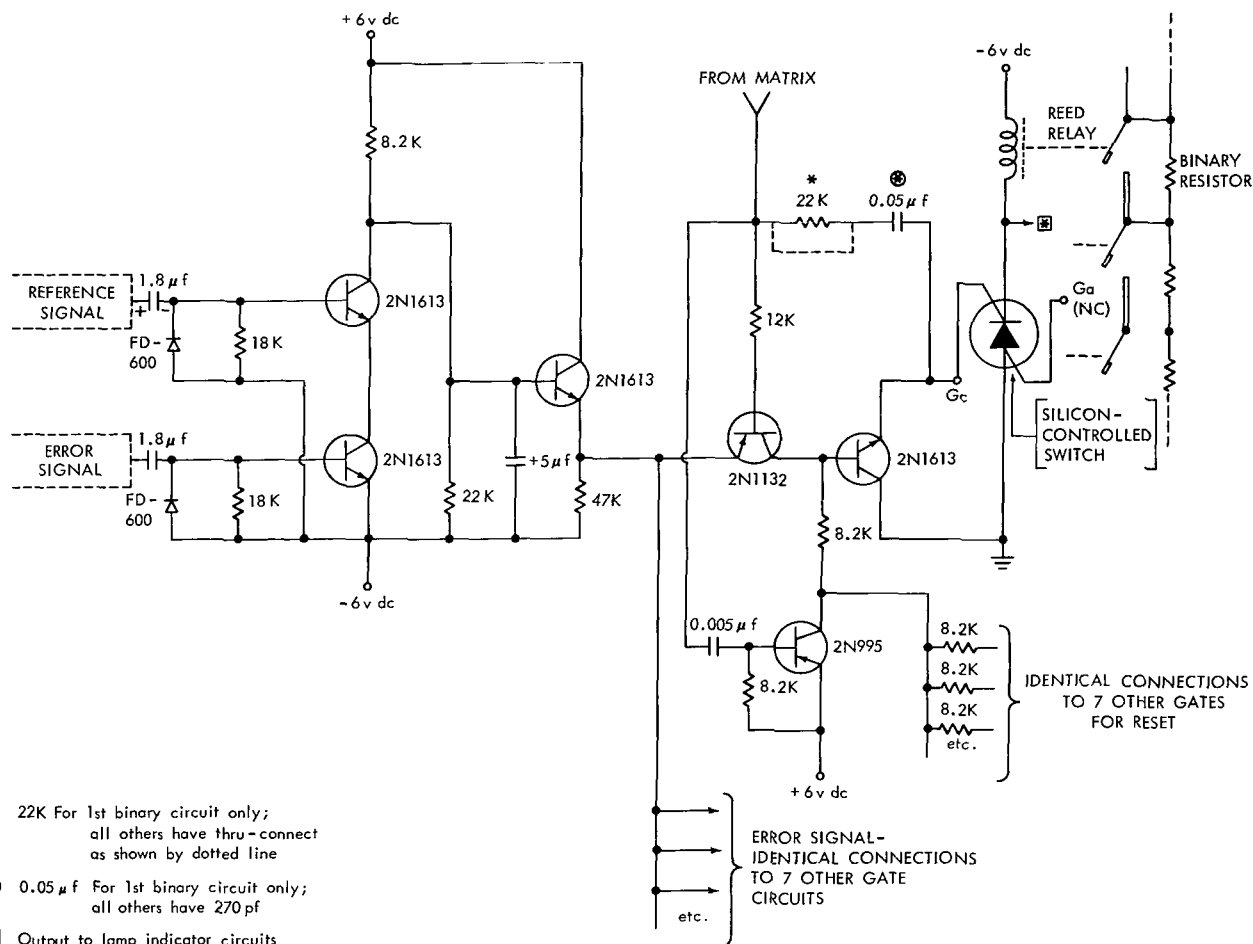 +6v dc
8.2K
REFERENCE
SIGNAL
1.8µf
+
-
FD-
600
18K
2N1613
ERROR
SIGNAL
1.8µf
FD-
600
18K
2N1613
-6v dc
22K
+5µf
2N1613
47K
FROM MATRIX
*
22K
⊛
0.05µf
12K
2N1132
2N1613
8.2K
0.005µf
8.2K
2N995
+6v dc
Gc
-6v dc
REED
RELAY
BINARY
RESISTOR
*
Ga
(NC)
SILICON-
CONTROLLED
SWITCH
8.2K
8.2K
8.2K
etc.
IDENTICAL CONNECTIONS
TO 7 OTHER GATES
FOR RESET
ERROR SIGNAL-
IDENTICAL CONNECTIONS
TO 7 OTHER GATE
CIRCUITS
etc.
22K For 1st binary circuit only;
all others have thru-connect
as shown by dotted line
0.05µf For 1st binary circuit only;
all others have 270pf
Output to lamp indicator circuits